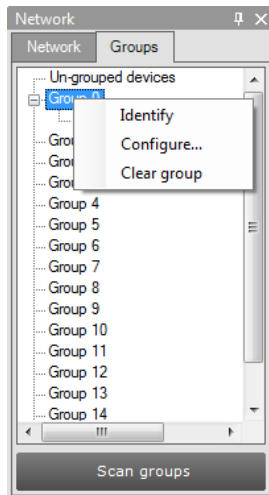 Network
Network Groups
Un-grouped devices
Group 0
Identify
Configure...
Clear group
Group 4
Group 5
Group 6
Group 7
Group 8
Group 9
Group 10
Group 11
Group 12
Group 13
Group 14
Scan groups